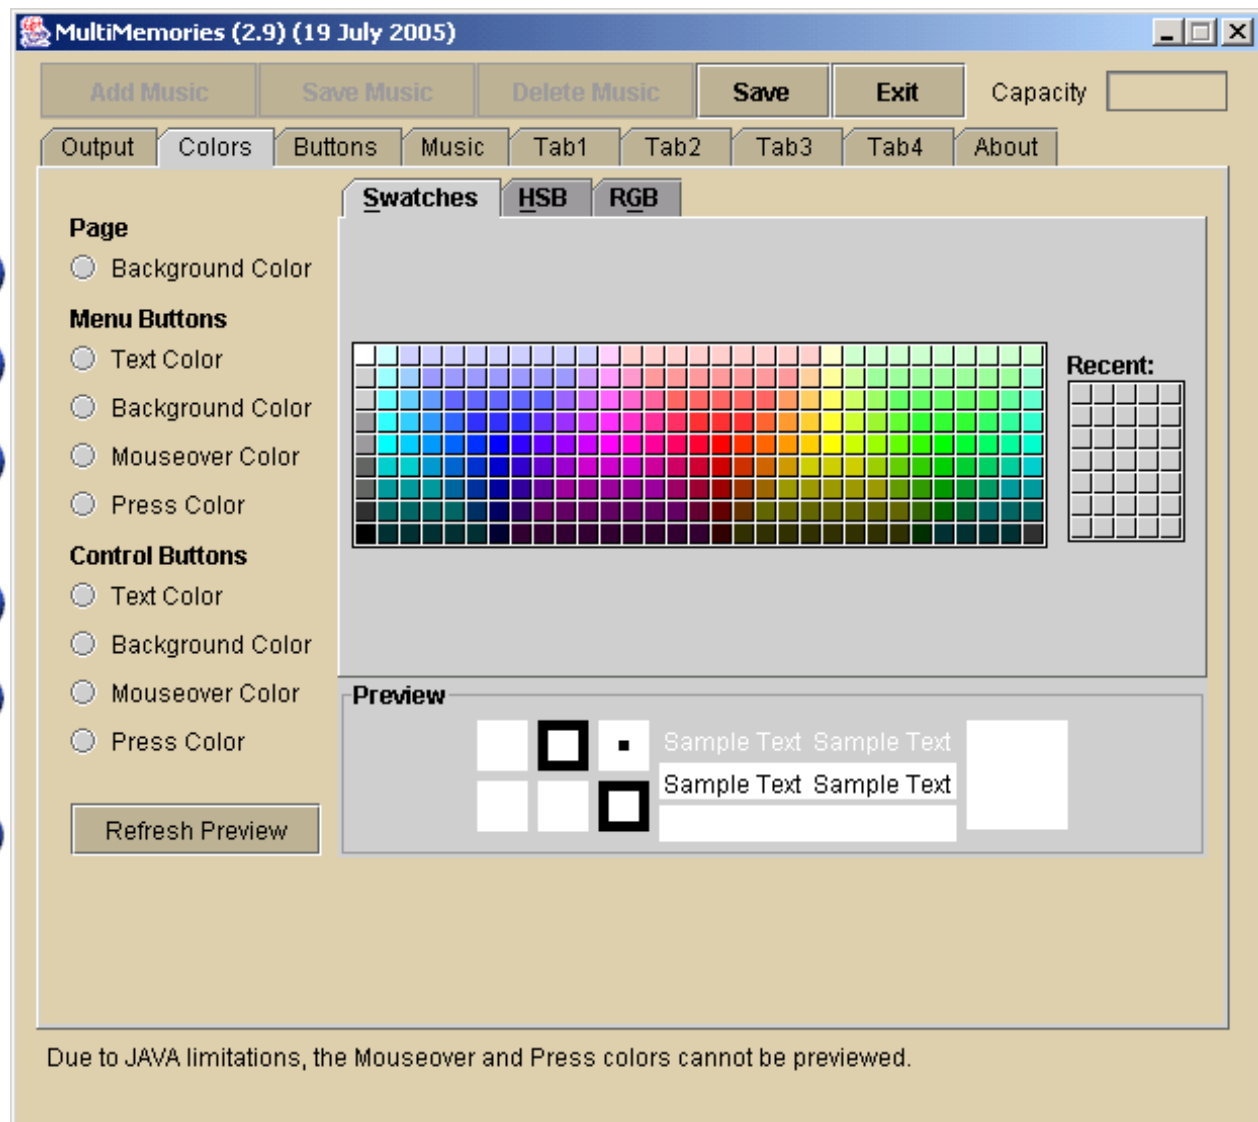 MultiMemories (2.9) (19 July 2005)
Add Music Save Music Delete Music Save Exit Capacity
Output Colors Buttons Music Tab1 Tab2 Tab3 Tab4 About
Swatches HSB RGB
Page
Background Color
Menu Buttons
Text Color
Background Color
Mouseover Color
Press Color
Control Buttons
Text Color
Background Color
Mouseover Color
Press Color
Refresh Preview
Recent:
Preview
Sample Text Sample Text
Sample Text Sample Text
Due to JAVA limitations, the Mouseover and Press colors cannot be previewed.